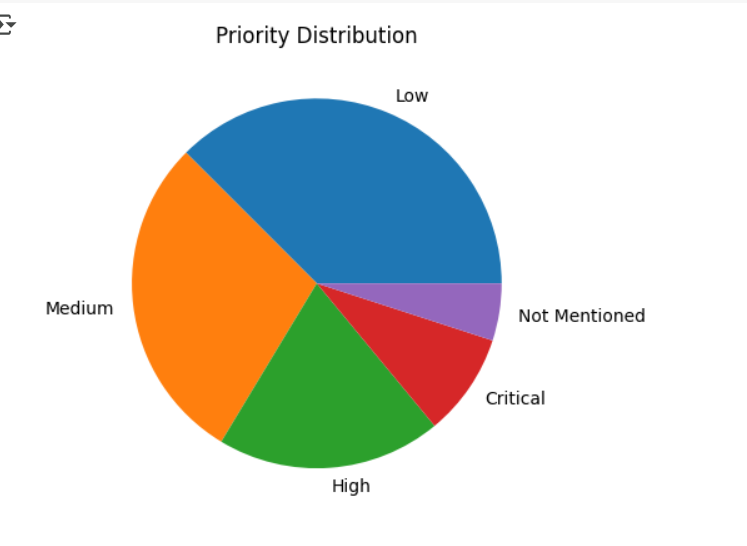 Priority Distribution
Low
Medium
Not Mentioned
Critical
High